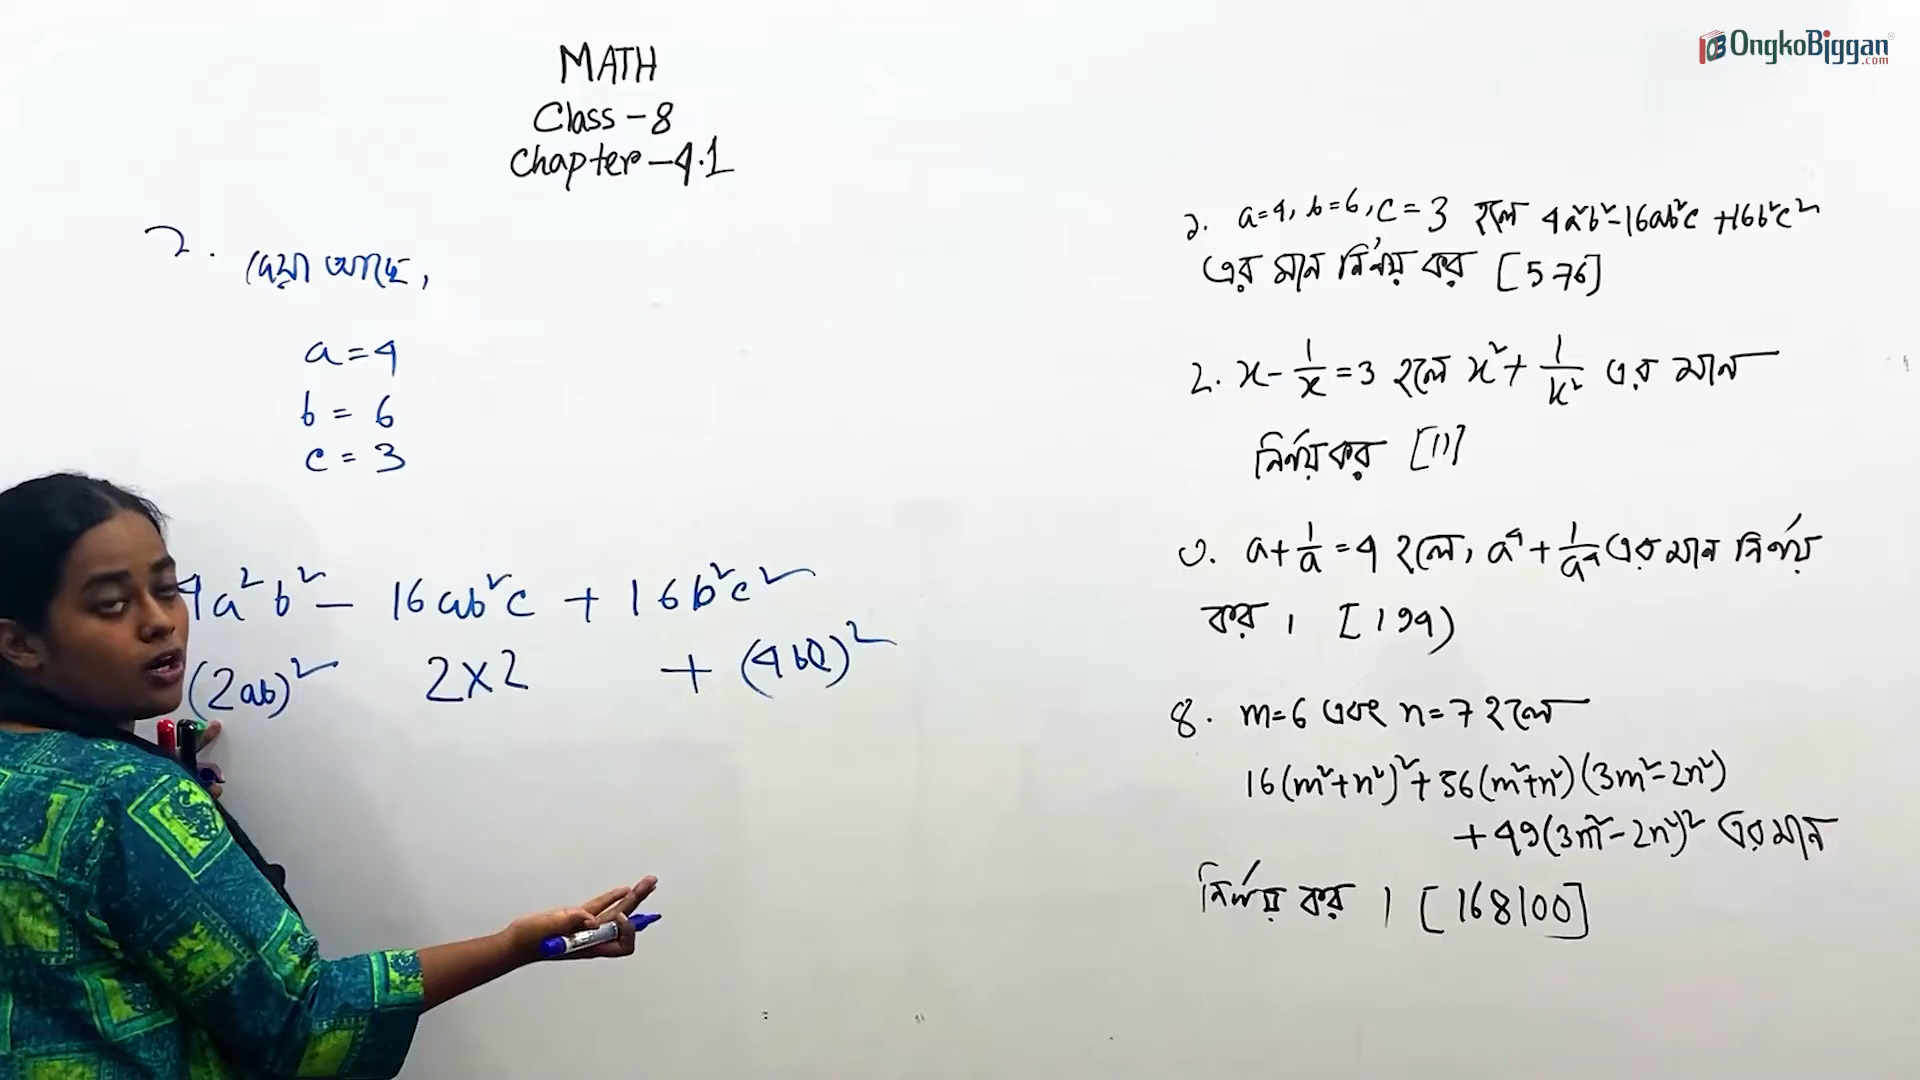 OngkoBiggan
.com
MATH
Class - 8
Chapter - 4.1
১. দেয়া আছে,
a = 4
b = 6
c = 3
4a²b² - 16ab²c + 16b²c²
(2ab)² 2×2 + (4bc)²
১. a=4, b=6, c = 3 হলে 4a²b² - 16ab²c + 16b²c²
এর মান নির্ণয় কর [576]
২. x - 1/x = 3 হলে x² + 1/x² এর মান
নির্ণয় কর [11]
৩. a + 1/a = 4 হলে, a⁴ + 1/a⁴ এর মান নির্ণয়
কর । [194)
৪. m=6 এবং n=7 হলে
16(m²+n²)² + 56(m²+n²)(3m²-2n²)
+ 49(3m²-2n²)² এর মান
নির্ণয় কর । [168100]